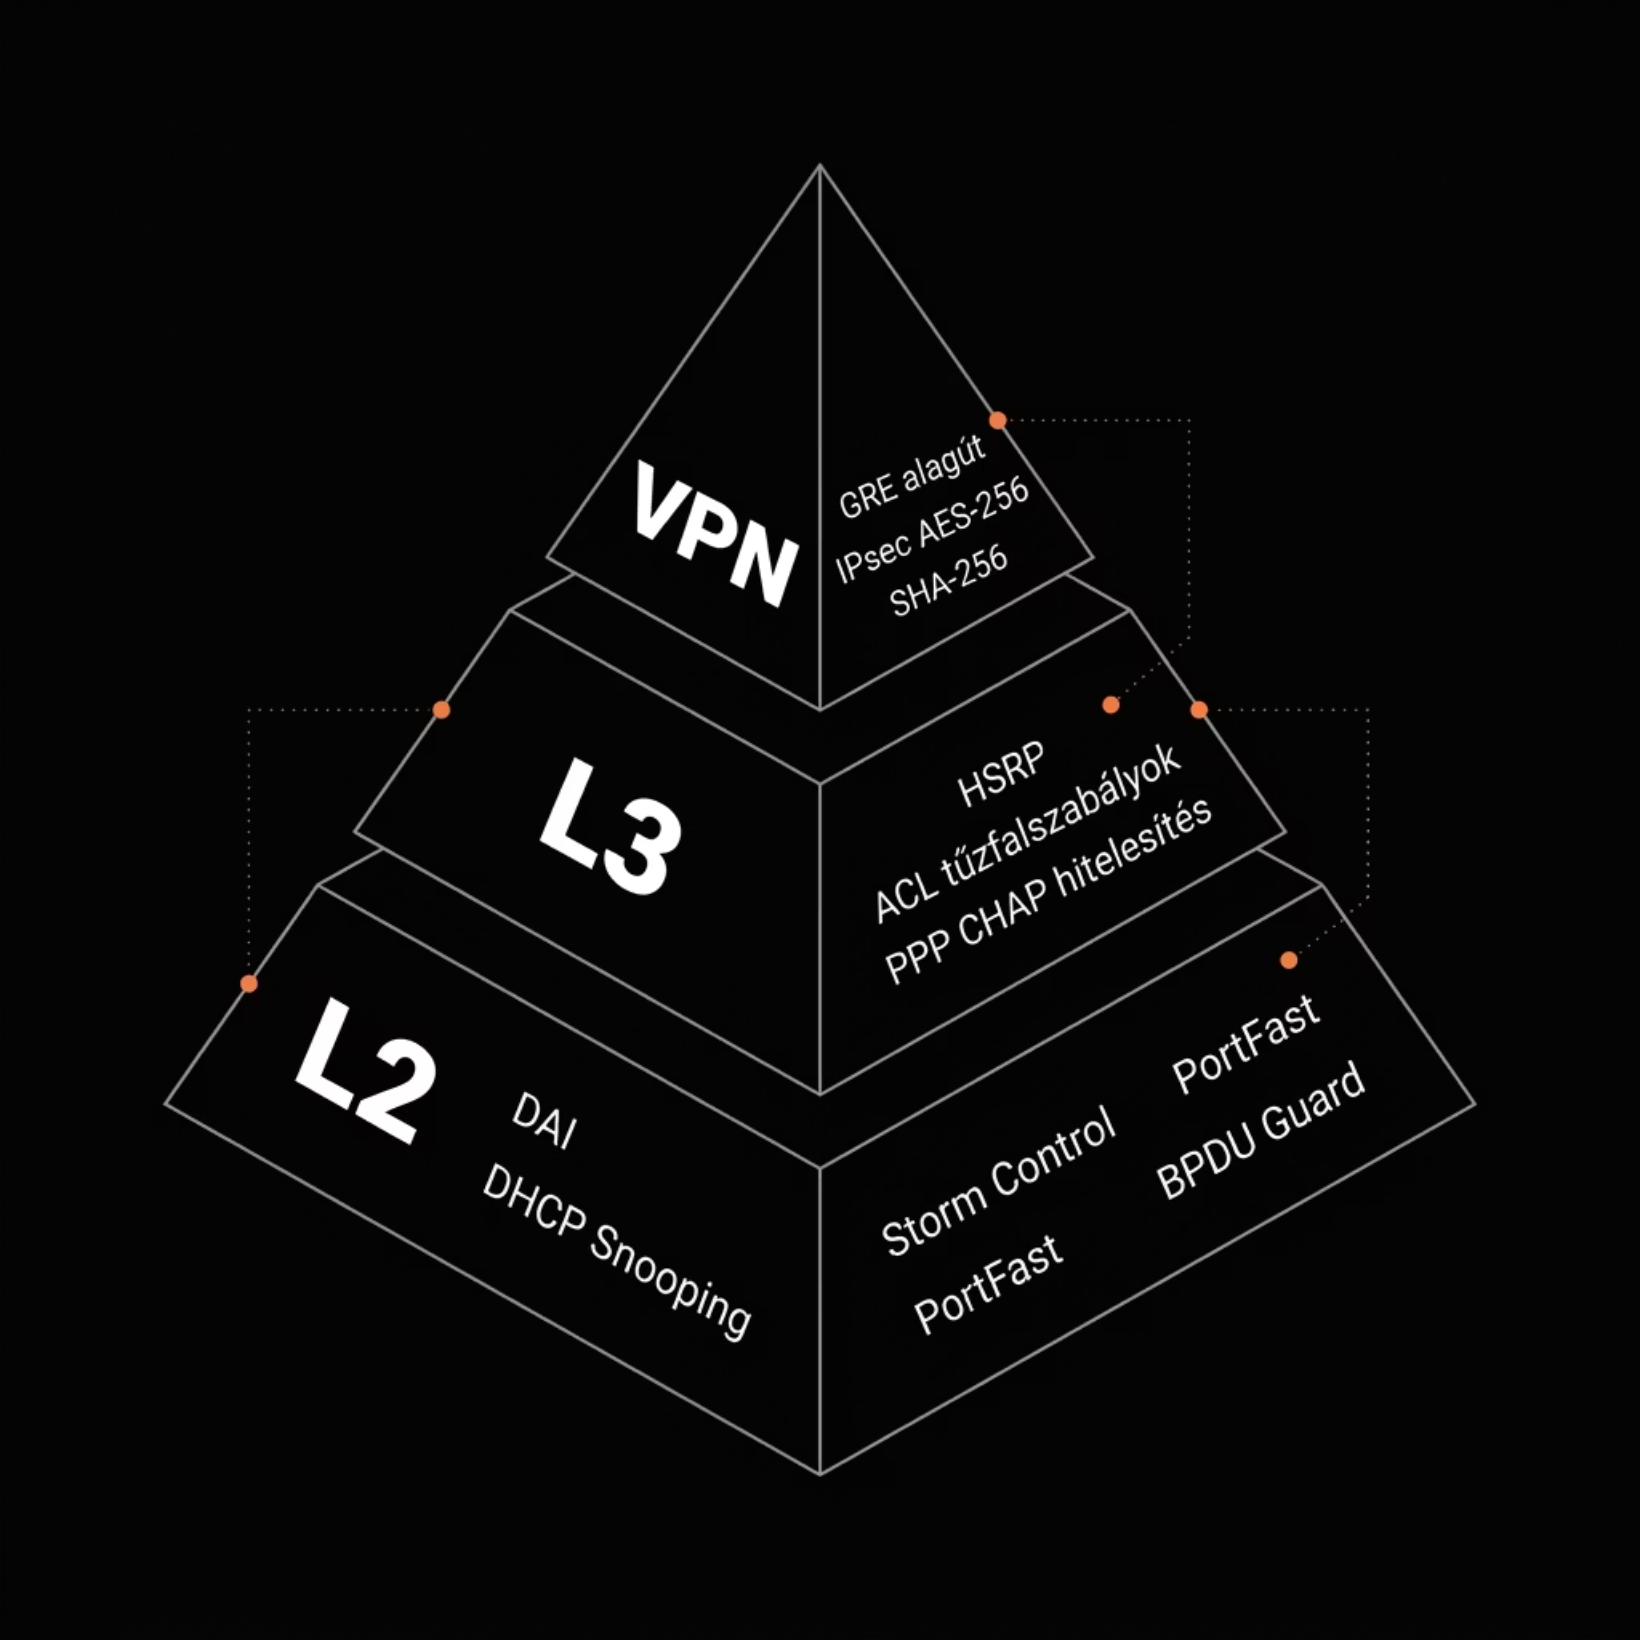 VPN
GRE alagút
IPsec AES-256
SHA-256
L3
HSRP
ACL tűzfalszabályok
PPP CHAP hitelesítés
L2
DAI
DHCP Snooping
Storm Control
PortFast
PortFast
BPDU Guard